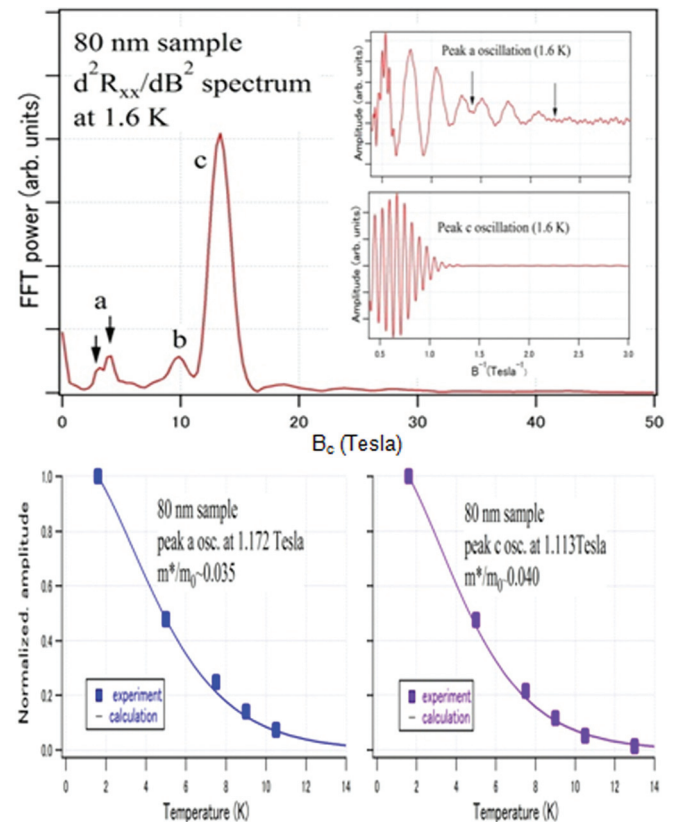 80 nm sample
d²Rxx/dB² spectrum
at 1.6 K
FFT power (arb. units)
a
b
c
0
10
20
30
40
50
Bc (Tesla)
Peak a oscillation (1.6 K)
Amplitude (arb. units)
Peak c oscillation (1.6 K)
Amplitude (arb. units)
0.5
1.0
1.5
2.0
2.5
3.0
B⁻¹(Tesla⁻¹)
Normalized. amplitude
1.0
0.8
0.6
0.4
0.2
0.0
80 nm sample
peak a osc. at 1.172 Tesla
m*/m0~0.035
experiment
calculation
0 2 4 6 8 10 12 14
Temperature (K)
80 nm sample
peak c osc. at 1.113Tesla
m*/m0~0.040
experiment
calculation
0 2 4 6 8 10 12 14
Temperature (K)